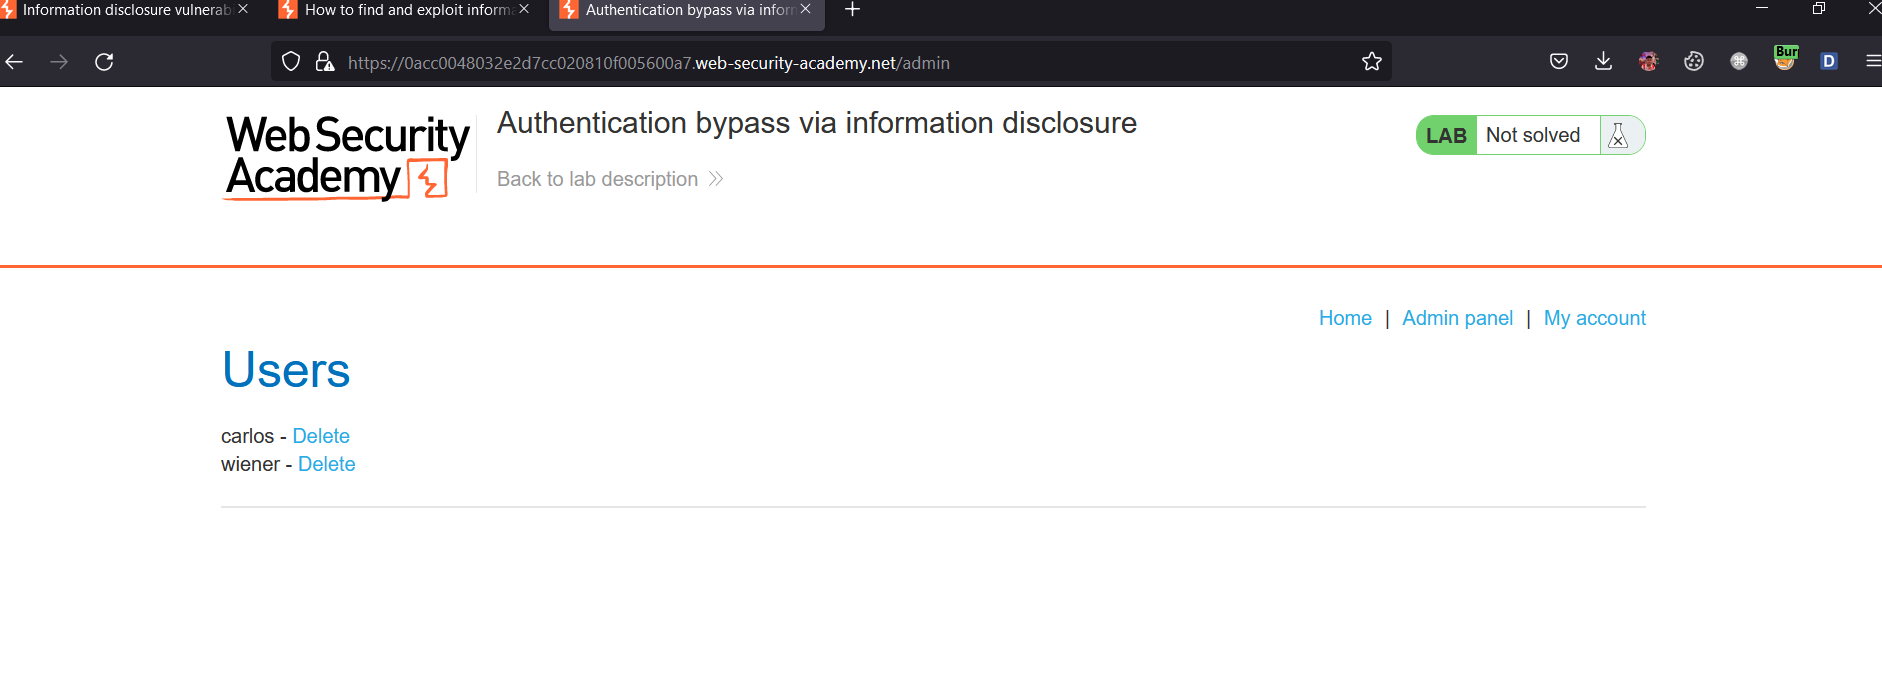 Information disclosure vulnerabi
How to find and exploit informa
Authentication bypass via inform
Bur
D
https://0acc0048032e2d7cc020810f005600a7.web-security-academy.net/admin
Web Security
Academy
Authentication bypass via information disclosure
Back to lab description
LAB Not solved
Home | Admin panel | My account
Users
carlos - Delete
wiener - Delete